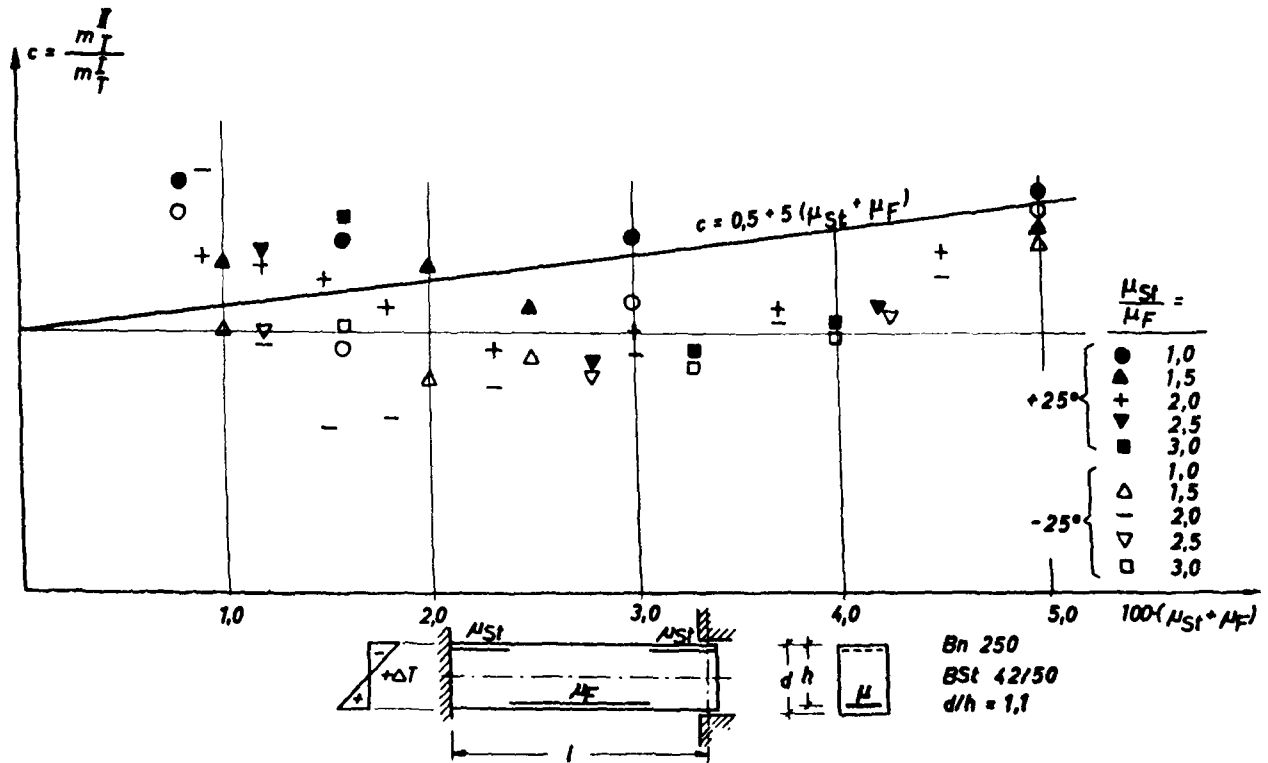 c = m II T / m I T
c = 0,5 + 5 (μSt + μF)
μSt / μF =
+25°
1,0
1,5
2,0
2,5
3,0
-25°
1,0
1,5
2,0
2,5
3,0
1,0 2,0 3,0 4,0 5,0 100·(μSt + μF)
μSt μSt
- +ΔT +
μF
d h
μ
l
Bn 250
BSt 42/50
d/h = 1,1